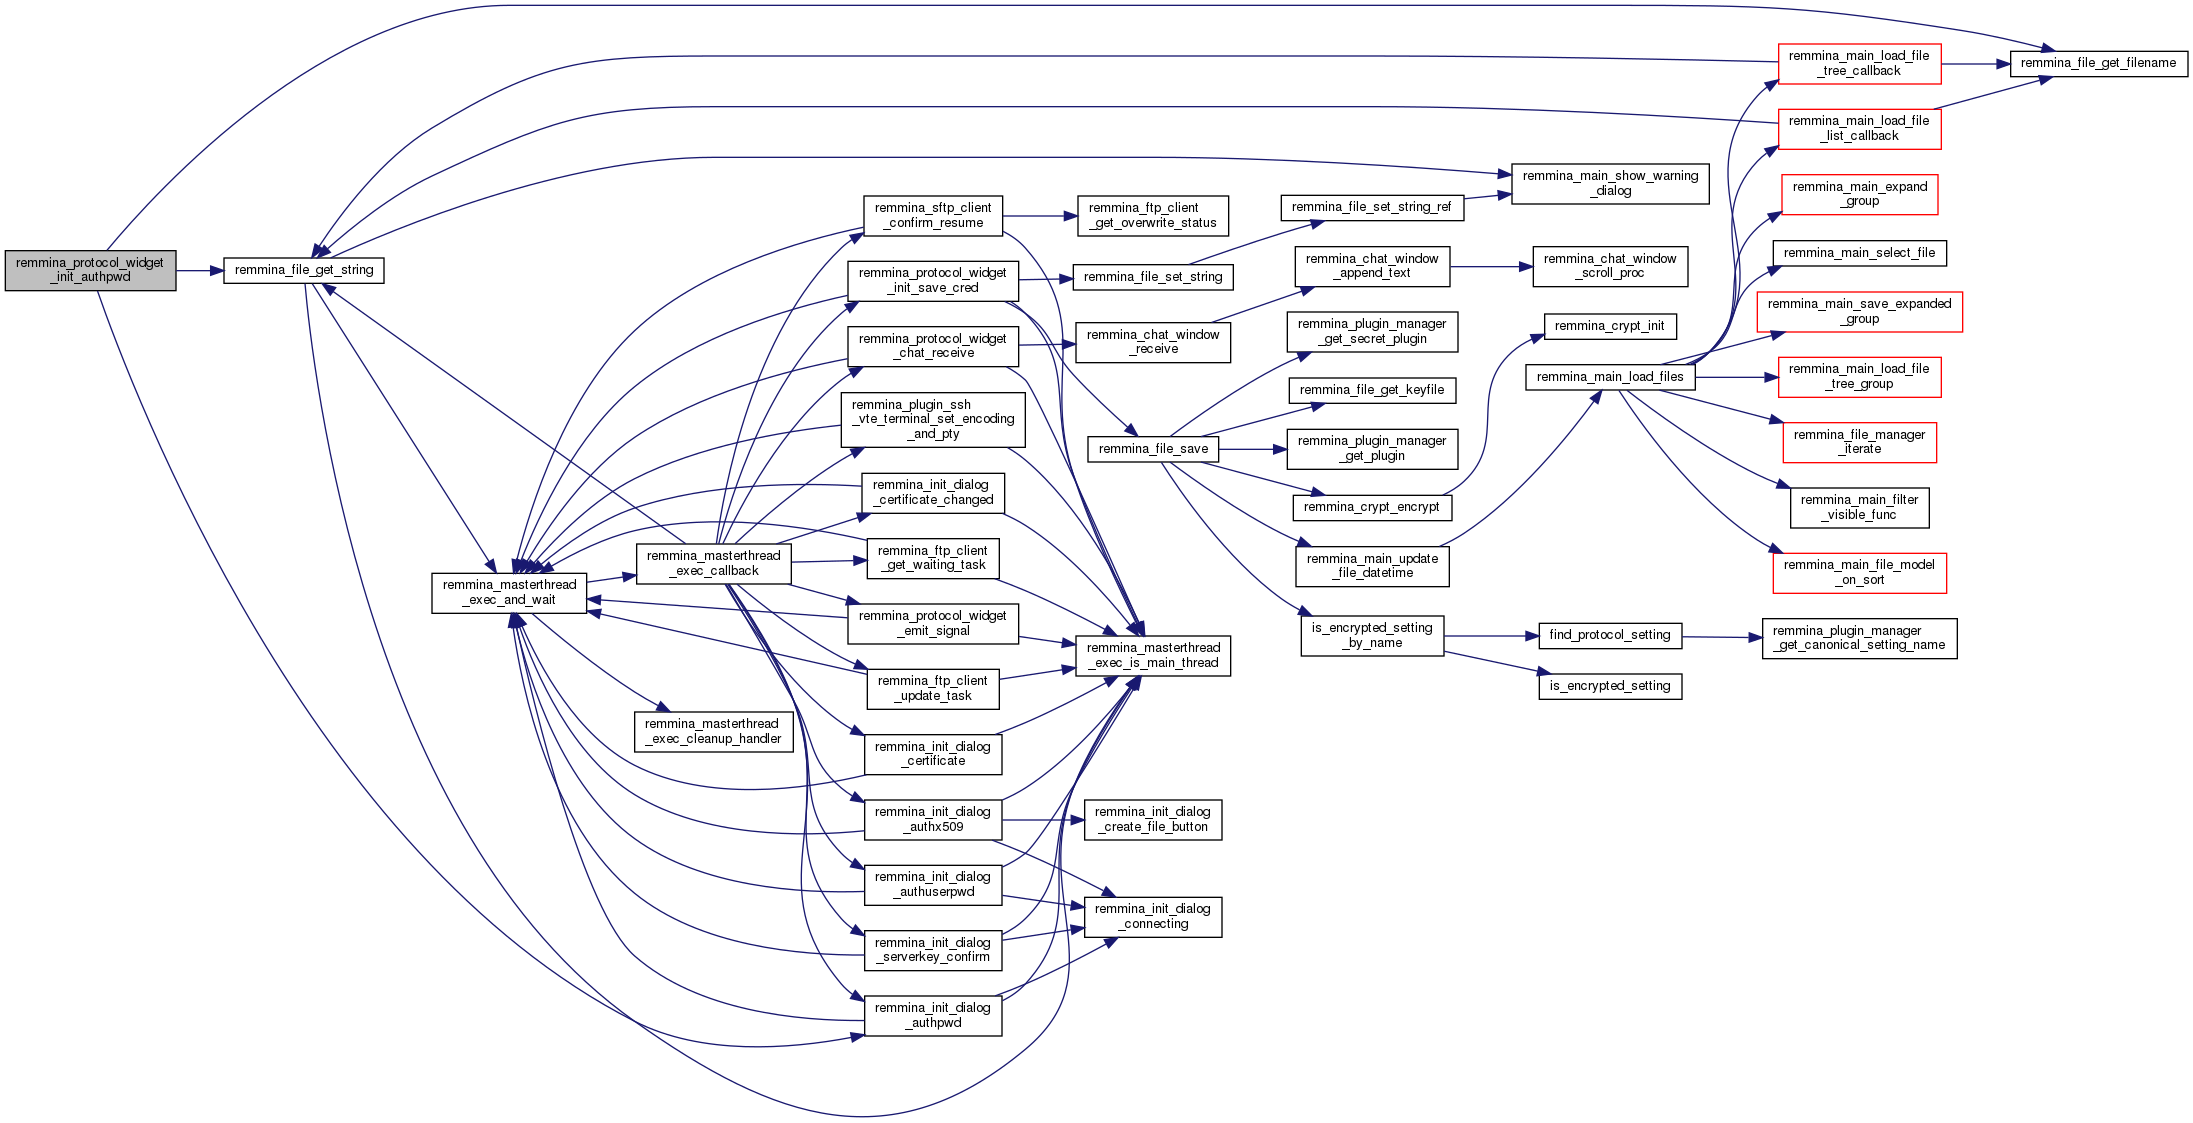 remmina_protocol_widget
_init_authpwd
remmina_file_get_string
remmina_masterthread
_exec_and_wait
remmina_masterthread
_exec_callback
remmina_masterthread
_exec_cleanup_handler
remmina_sftp_client
_confirm_resume
remmina_protocol_widget
_init_save_cred
remmina_protocol_widget
_chat_receive
remmina_plugin_ssh
_vte_terminal_set_encoding
_and_pty
remmina_init_dialog
_certificate_changed
remmina_ftp_client
_get_waiting_task
remmina_protocol_widget
_emit_signal
remmina_ftp_client
_update_task
remmina_init_dialog
_certificate
remmina_init_dialog
_authx509
remmina_init_dialog
_authuserpwd
remmina_init_dialog
_serverkey_confirm
remmina_init_dialog
_authpwd
remmina_ftp_client
_get_overwrite_status
remmina_file_set_string
remmina_chat_window
_receive
remmina_file_save
remmina_masterthread
_exec_is_main_thread
remmina_init_dialog
_create_file_button
remmina_init_dialog
_connecting
remmina_file_set_string_ref
remmina_chat_window
_append_text
remmina_plugin_manager
_get_secret_plugin
remmina_file_get_keyfile
remmina_plugin_manager
_get_plugin
remmina_crypt_encrypt
remmina_main_update
_file_datetime
is_encrypted_setting
_by_name
remmina_main_show_warning
_dialog
remmina_chat_window
_scroll_proc
remmina_crypt_init
remmina_main_load_files
find_protocol_setting
is_encrypted_setting
remmina_main_load_file
_tree_callback
remmina_main_load_file
_list_callback
remmina_main_expand
_group
remmina_main_select_file
remmina_main_save_expanded
_group
remmina_main_load_file
_tree_group
remmina_file_manager
_iterate
remmina_main_filter
_visible_func
remmina_main_file_model
_on_sort
remmina_plugin_manager
_get_canonical_setting_name
remmina_file_get_filename